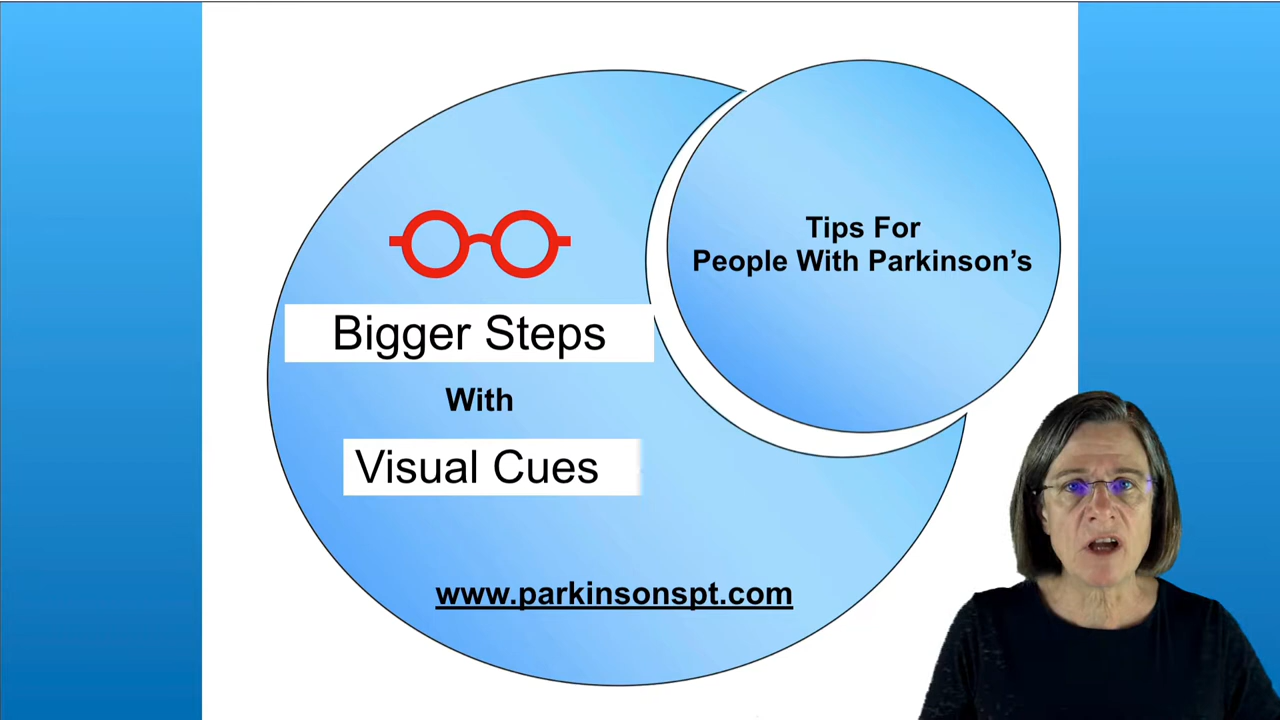 Tips For
People With Parkinson’s
Bigger Steps
With
Visual Cues
www.parkinsonspt.com